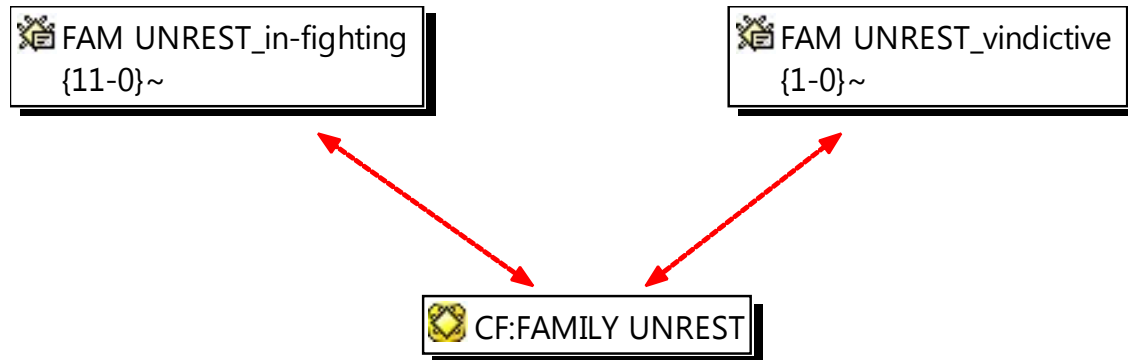 FAM UNREST_in-fighting
{11-0}~
FAM UNREST_vindictive
{1-0}~
CF:FAMILY UNREST